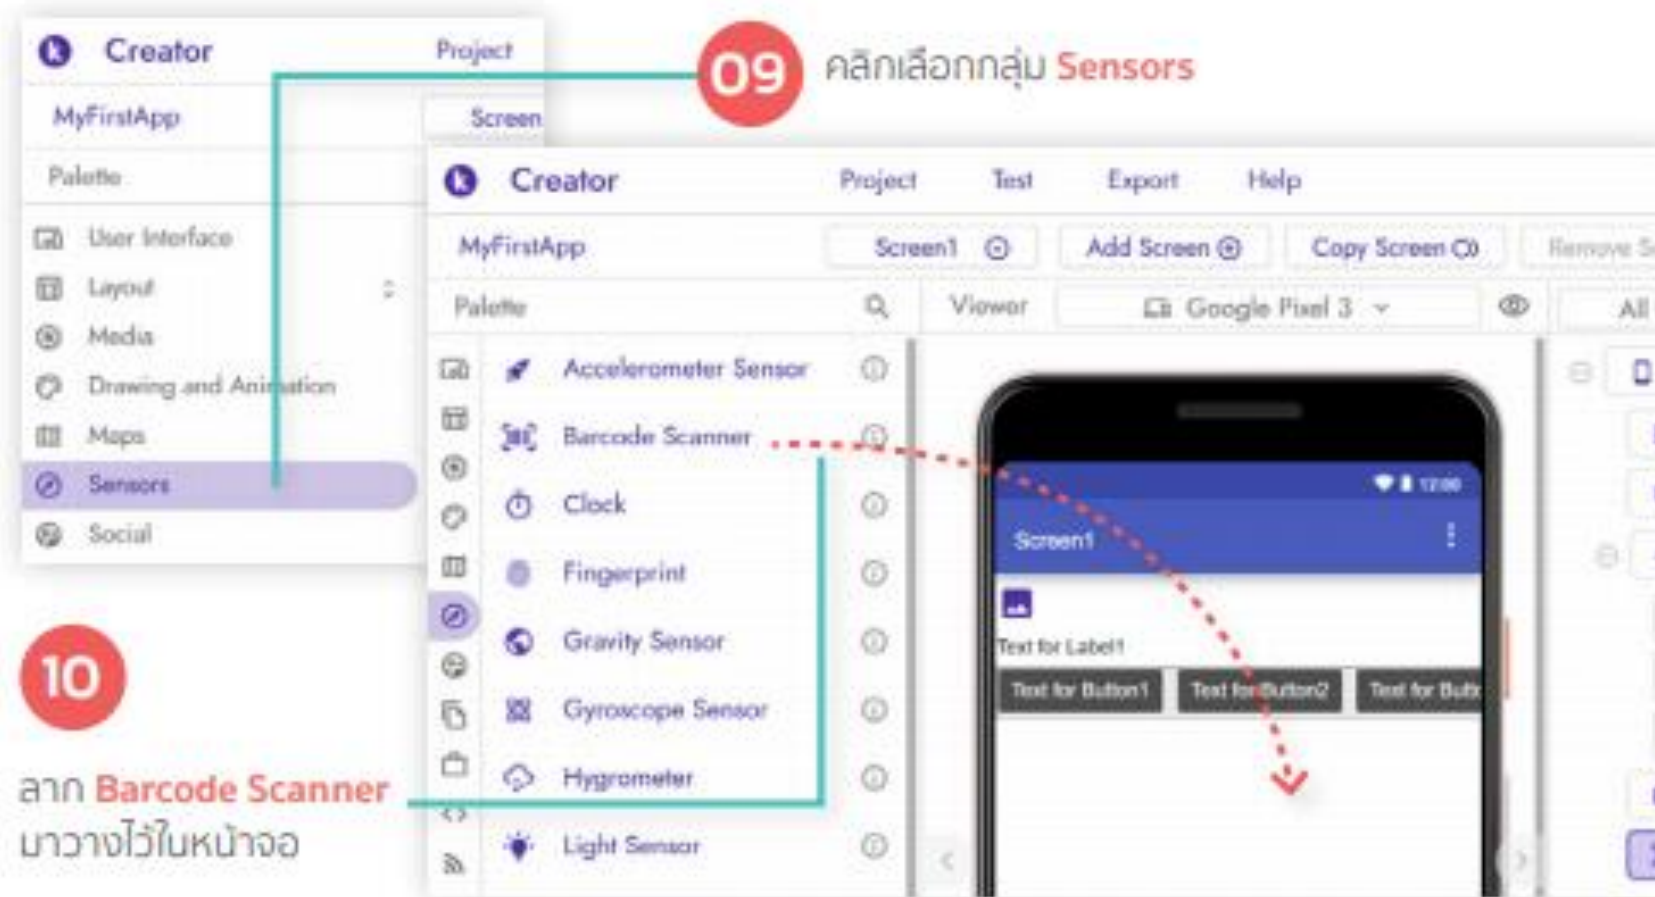 Creator
Project
MyFirstApp
Screen
Palette
User Interface
Layout
Media
Drawing and Animation
Maps
Sensors
Social
09
คลิกเลือกกลุ่ม Sensors
Creator
Project
Test
Export
Help
MyFirstApp
Screen1
Add Screen
Copy Screen
Remove
Palette
Viewer
Google Pixel 3
All
Accelerometer Sensor
Barcode Scanner
Clock
Fingerprint
Gravity Sensor
Gyroscope Sensor
Hygrometer
Light Sensor
12:00
Screen1
Text for Label1
Text for Button1
Text for Button2
Text for
10
ลาก Barcode Scanner
มาวางไว้ในหน้าจอ